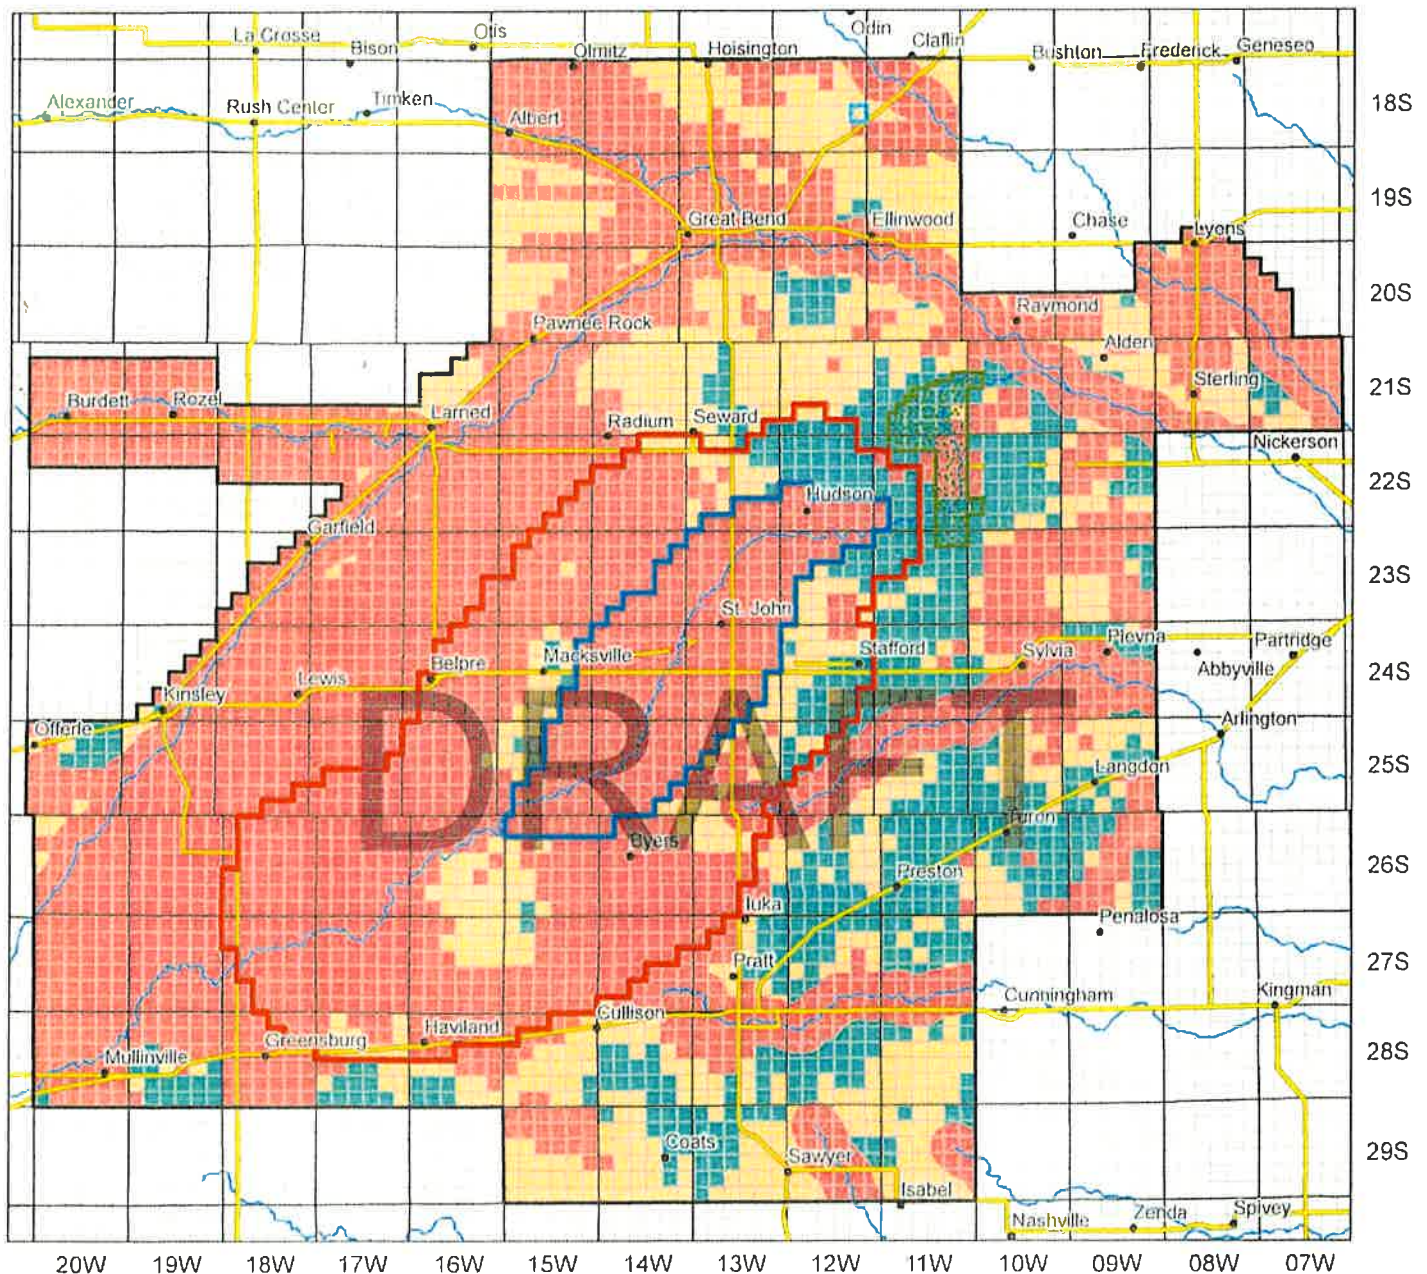 Odin
Otis
La Crosse
Bison
Olmitz
Hoisington
Claflin
Bushton
Frederick
Geneseo
Alexander
Rush Center
Timken
Albert
18S
19S
Great Bend
Ellinwood
Chase
Lyons
20S
Pawnee Rock
Raymond
Alden
Burdett
Rozel
Larned
Radium
Seward
Sterling
21S
Nickerson
22S
Hudson
Garfield
23S
St. John
Macksville
Belpre
Lewis
Kinsley
Stafford
Sylvia
Plevna
Partridge
Abbyville
24S
Offerle
DRAFT
Arlington
Langdon
25S
Turon
Byers
Preston
26S
Iuka
Penalosa
Pratt
27S
Cunningham
Kingman
Cullison
Haviland
Greensburg
Mullinville
28S
Coats
Sawyer
29S
Isabel
Nashville
Zenda
Spivey
20W 19W 18W 17W 16W 15W 14W 13W 12W 11W 10W 09W 08W 07W